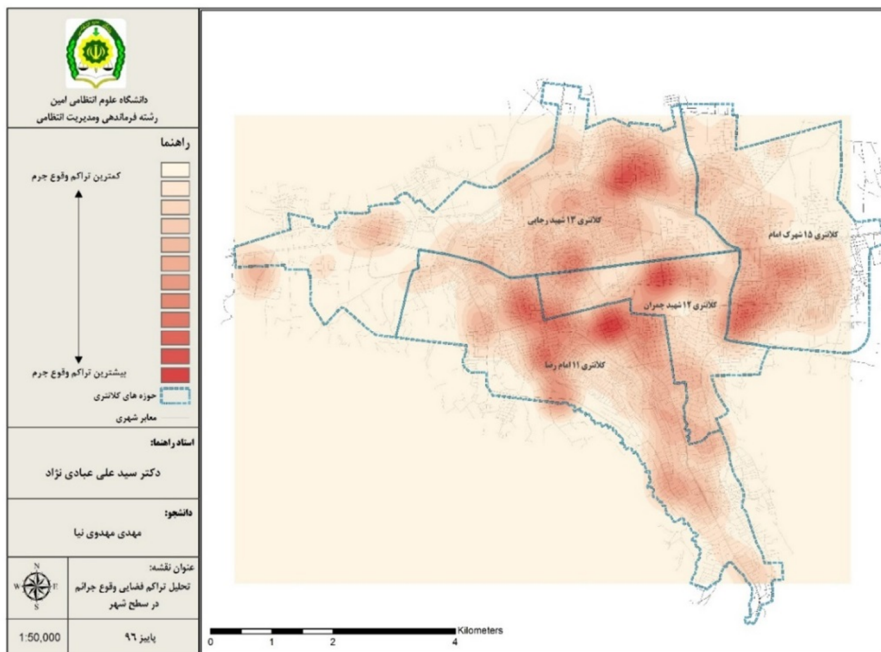 دانشگاه علوم انتظامی امین
رشته فرماندهی ومدیریت انتظامی
راهنما
کمترین تراکم وقوع جرم
بیشترین تراکم وقوع جرم
حوزه های کلانتری
معابر شهری
استاد راهنما:
دکتر سید علی عبادی نژاد
دانشجو:
مهدی مهدوی نیا
عنوان نقشه:
تحلیل تراکم فضایی وقوع جرائم
در سطح شهر
N
W E
S
پاییز ۹۶
1:50,000
کلانتری ۱۳ شهید رجایی
کلانتری ۱۵ شهرک امام
کلانتری ۱۴ شهید چمران
کلانتری ۱۱ امام رضا
Kilometers
0 1 2 4